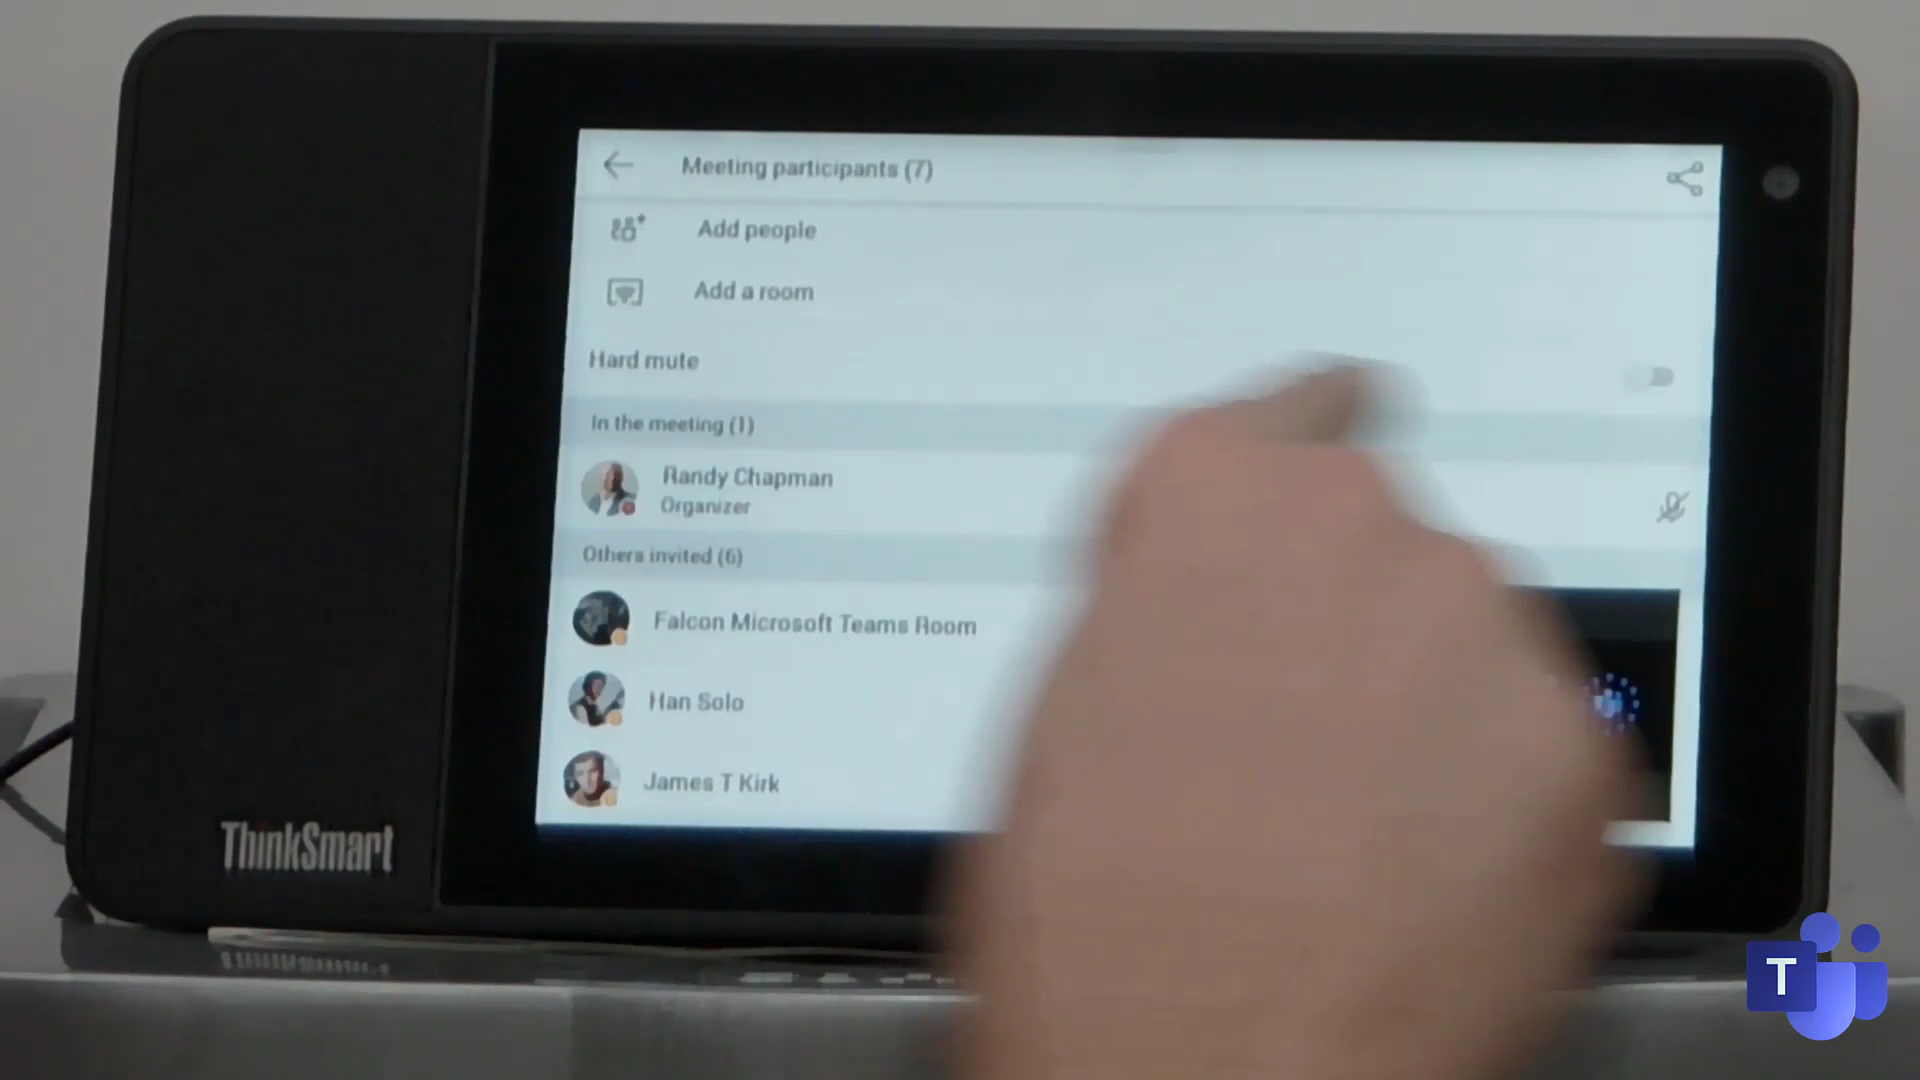 Meeting participants (7)
Add people
Add a room
Hard mute
In the meeting (1)
Randy Chapman
Organizer
Others invited (6)
Falcon Microsoft Teams Room
Han Solo
James T Kirk
ThinkSmart
T